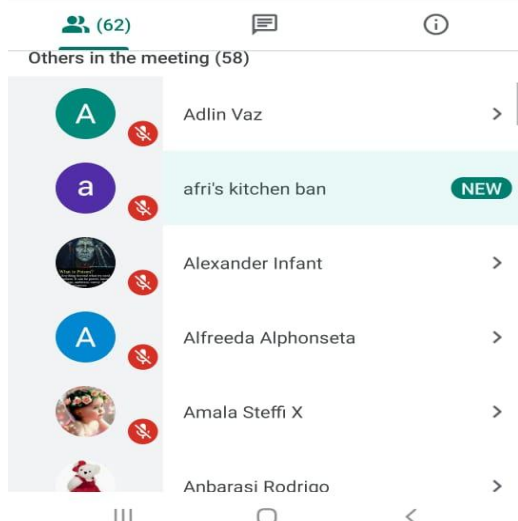 (62)
Others in the meeting (58)
A
Adlin Vaz
a
afri's kitchen ban
NEW
Alexander Infant
A
Alfreeda Alphonseta
Amala Steffi X
Anbarasi Rodrigo